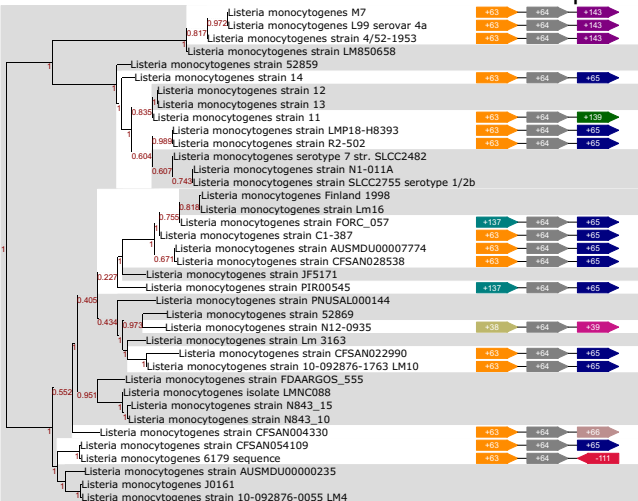 Listeria monocytogenes M7 +63 +64 +143
0.972
Listeria monocytogenes L99 serovar 4a +63 +64 +143
0.817
Listeria monocytogenes strain 4/52-1953 +63 +64 +143
1
Listeria monocytogenes strain LM850658
Listeria monocytogenes strain 52859
1
Listeria monocytogenes strain 14 +63 +64 +65
1
Listeria monocytogenes strain 12
1
Listeria monocytogenes strain 13
0.835
Listeria monocytogenes strain 11 +63 +64 +139
1
Listeria monocytogenes strain LMP18-H8393 +63 +64 +65
0.989
Listeria monocytogenes strain R2-502 +63 +64 +65
0.604
Listeria monocytogenes serotype 7 str. SLCC2482
0.607
Listeria monocytogenes strain N1-011A
0.743
Listeria monocytogenes strain SLCC2755 serotype 1/2b
Listeria monocytogenes Finland 1998
0.818
Listeria monocytogenes strain Lm16
0.755
Listeria monocytogenes strain FORC_057 +137 +64 +65
Listeria monocytogenes strain C1-387 +63 +64 +65
1
1
Listeria monocytogenes strain AUSMDU00007774 +63 +64 +65
0.671
Listeria monocytogenes strain CFSAN028538 +63 +64 +65
1
0.227
Listeria monocytogenes strain JF5171
Listeria monocytogenes strain PIR00545 +137 +64 +65
0.405
Listeria monocytogenes strain PNUSAL000144
Listeria monocytogenes strain 52869
0.434
0.973
Listeria monocytogenes strain N12-0935 +38 +64 +39
1
Listeria monocytogenes strain Lm 3163
1
Listeria monocytogenes strain CFSAN022990 +63 +64 +65
1
Listeria monocytogenes strain 10-092876-1763 LM10 +63 +64 +65
1
Listeria monocytogenes strain FDAARGOS_555
0.552
0.951
Listeria monocytogenes isolate LMNC088
1
Listeria monocytogenes strain N843_15
1
Listeria monocytogenes strain N843_10
Listeria monocytogenes strain CFSAN004330 +63 +64 +66
1
Listeria monocytogenes strain CFSAN054109 +63 +64 +65
1
Listeria monocytogenes 6179 sequence +63 +64 -111
1
Listeria monocytogenes strain AUSMDU00000235
1
Listeria monocytogenes J0161
1
Listeria monocytogenes strain 10-092876-0055 LM4